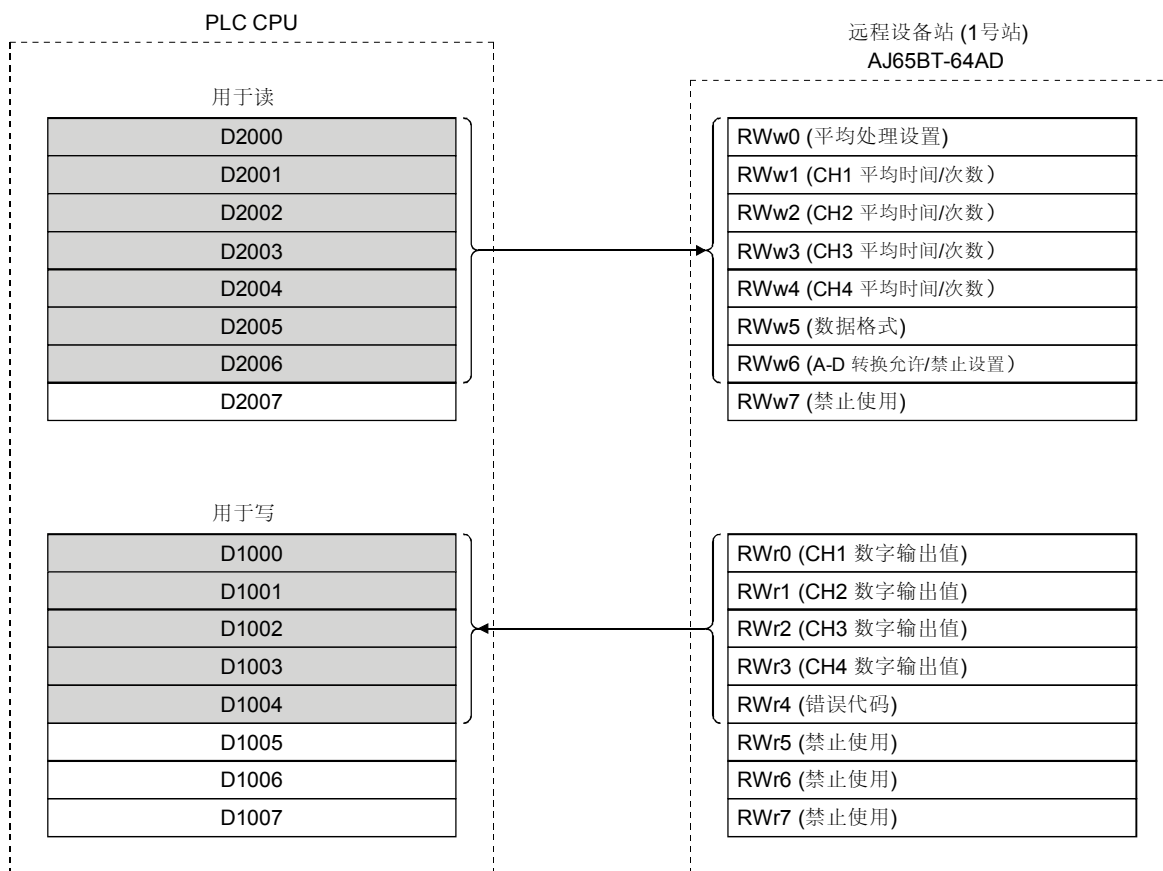 PLC CPU
远程设备站 (1号站)
AJ65BT-64AD
用于读
D2000
D2001
D2002
D2003
D2004
D2005
D2006
D2007
RWw0 (平均处理设置)
RWw1 (CH1 平均时间/次数）
RWw2 (CH2 平均时间/次数）
RWw3 (CH3 平均时间/次数）
RWw4 (CH4 平均时间/次数）
RWw5 (数据格式)
RWw6 (A-D 转换允许/禁止设置）
RWw7 (禁止使用)
用于写
D1000
D1001
D1002
D1003
D1004
D1005
D1006
D1007
RWr0 (CH1 数字输出值)
RWr1 (CH2 数字输出值)
RWr2 (CH3 数字输出值)
RWr3 (CH4 数字输出值)
RWr4 (错误代码)
RWr5 (禁止使用)
RWr6 (禁止使用)
RWr7 (禁止使用)